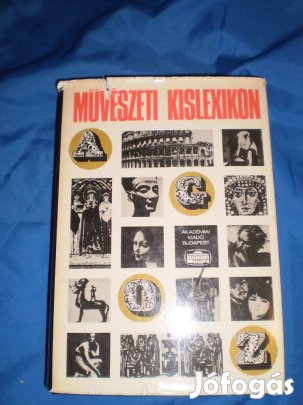 MŰVÉSZETI KISLEXIKON
A
G
AKADÉMIAI
KIADÓ,
BUDAPEST
O
Z
Jófogás